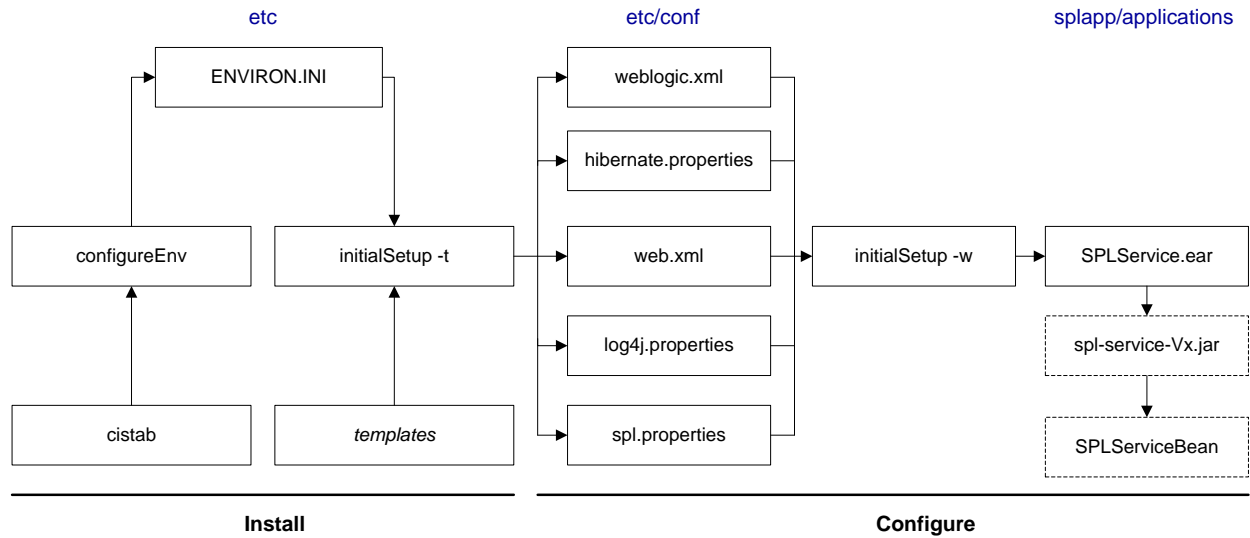 etc
etc/conf
splapp/applications
ENVIRON.INI
weblogic.xml
hibernate.properties
configureEnv
initialSetup -t
web.xml
initialSetup -w
SPLService.ear
log4j.properties
spl-service-Vx.jar
cistab
templates
spl.properties
SPLServiceBean
Install
Configure